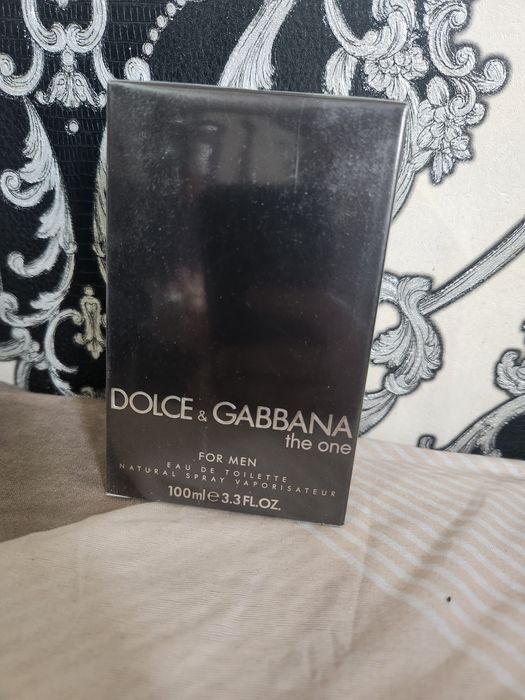 DOLCE & GABBANA
the one
FOR MEN
EAU DE TOILETTE
NATURAL SPRAY VAPORISATEUR
100ml e 3.3 FL.OZ.